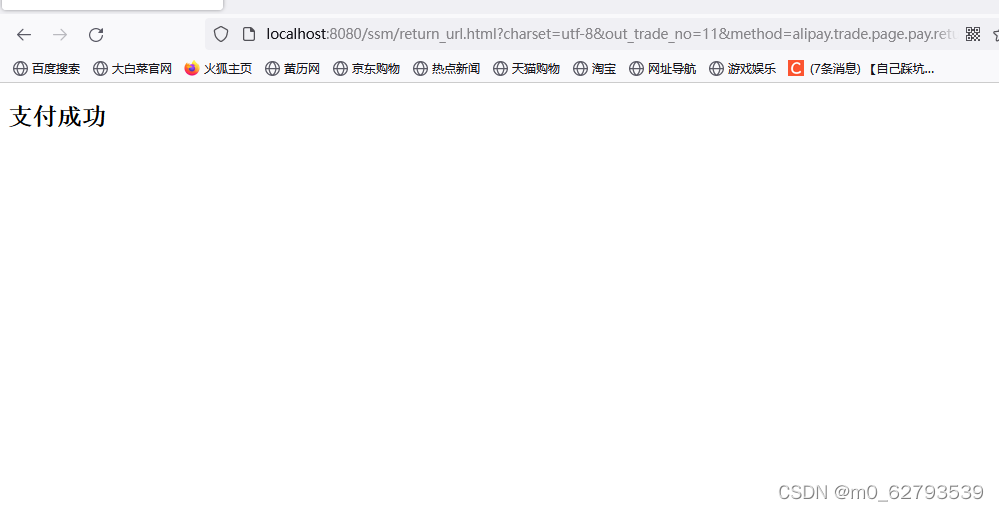 localhost:8080/ssm/return_url.html?charset=utf-8&out_trade_no=11&method=alipay.trade.page.pay.retu
百度搜索 大白菜官网 火狐主页 黄历网 京东购物 热点新闻 天猫购物 淘宝 网址导航 游戏娱乐 C (7条消息) 【自己踩坑...
支付成功
CSDN @m0_62793539